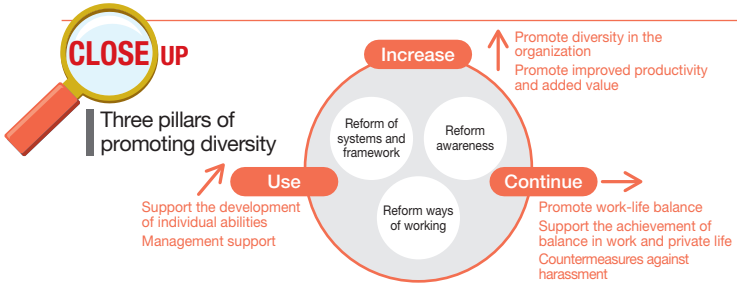 CLOSE UP
Three pillars of
promoting diversity
Increase
Promote diversity in the
organization
Promote improved productivity
and added value
Reform of
systems and
framework
Reform
awareness
Reform ways
of working
Use
Support the development
of individual abilities
Management support
Continue
Promote work-life balance
Support the achievement of
balance in work and private life
Countermeasures against
harassment